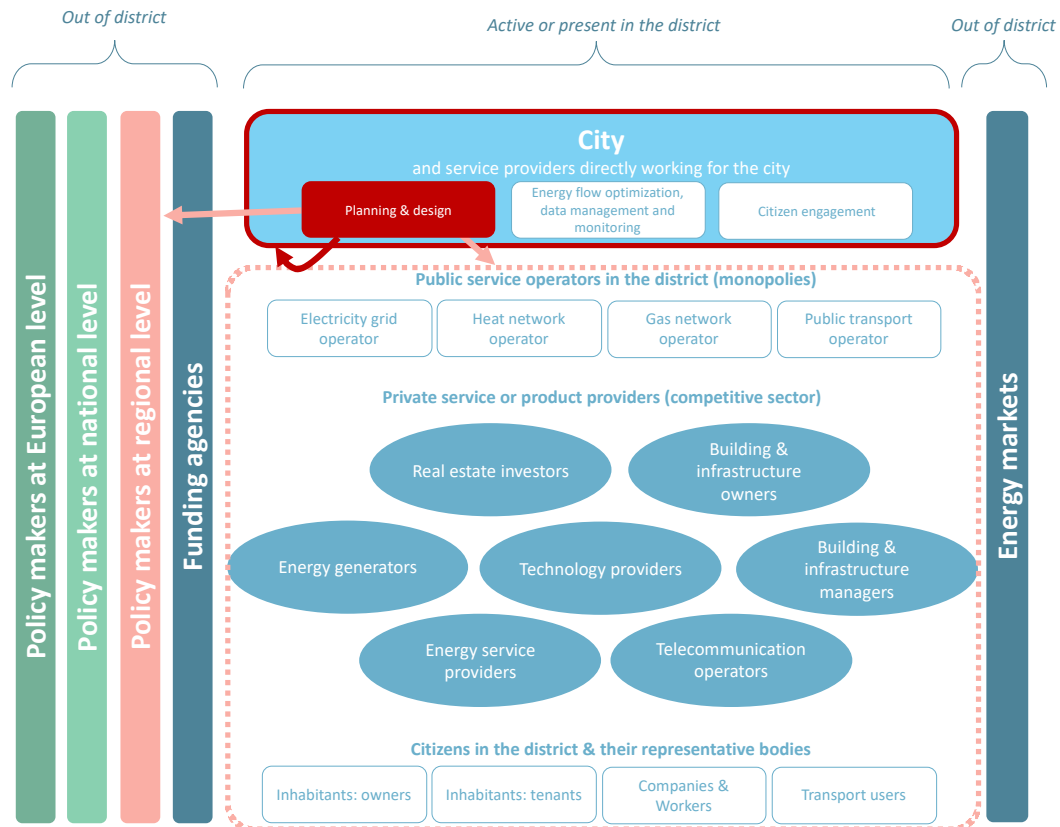 Out of district
Active or present in the district
Out of district
Policy makers at European level
Policy makers at national level
Policy makers at regional level
Funding agencies
City
and service providers directly working for the city
Planning & design
Energy flow optimization,
data management and
monitoring
Citizen engagement
Public service operators in the district (monopolies)
Electricity grid
operator
Heat network
operator
Gas network
operator
Public transport
operator
Private service or product providers (competitive sector)
Real estate investors
Building &
infrastructure
owners
Energy generators
Technology providers
Building &
infrastructure
managers
Energy service
providers
Telecommunication
operators
Citizens in the district & their representative bodies
Inhabitants: owners
Inhabitants: tenants
Companies &
Workers
Transport users
Energy markets